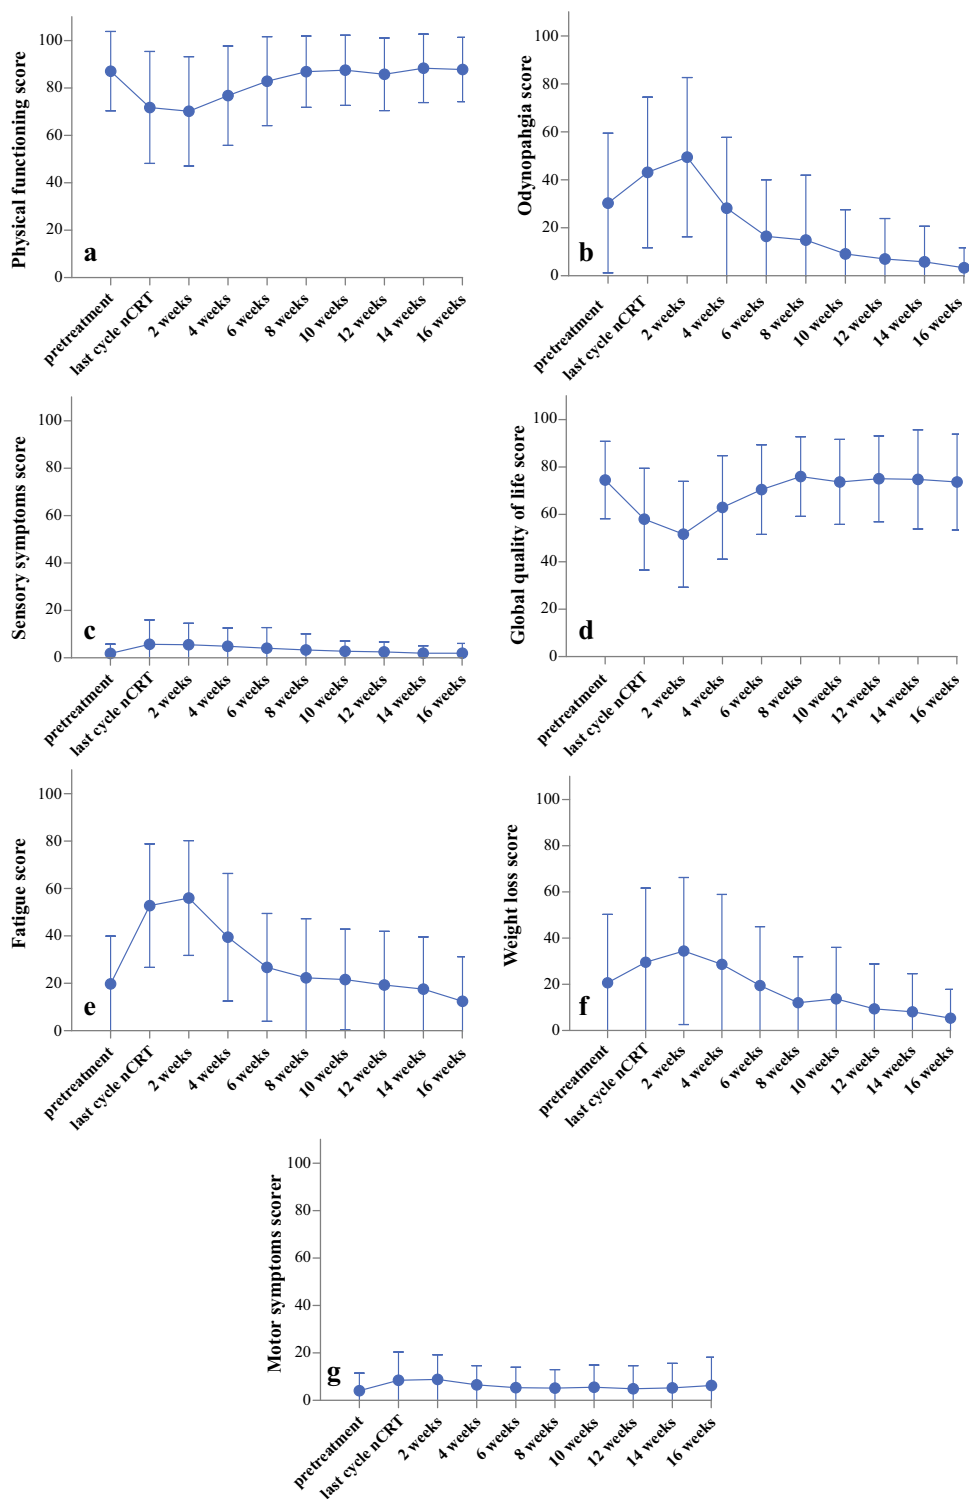 Physical functioning score
100
80
60
40
20
0
a
pretreatment
last cycle nCRT
2 weeks
4 weeks
6 weeks
8 weeks
10 weeks
12 weeks
14 weeks
16 weeks
Odynopahgia score
100
80
60
40
20
0
b
pretreatment
last cycle nCRT
2 weeks
4 weeks
6 weeks
8 weeks
10 weeks
12 weeks
14 weeks
16 weeks
Sensory symptoms score
100
80
60
40
20
0
c
pretreatment
last cycle nCRT
2 weeks
4 weeks
6 weeks
8 weeks
10 weeks
12 weeks
14 weeks
16 weeks
Global quality of life score
100
80
60
40
20
0
d
pretreatment
last cycle nCRT
2 weeks
4 weeks
6 weeks
8 weeks
10 weeks
12 weeks
14 weeks
16 weeks
Fatigue score
100
80
60
40
20
0
e
pretreatment
last cycle nCRT
2 weeks
4 weeks
6 weeks
8 weeks
10 weeks
12 weeks
14 weeks
16 weeks
Weight loss score
100
80
60
40
20
0
f
pretreatment
last cycle nCRT
2 weeks
4 weeks
6 weeks
8 weeks
10 weeks
12 weeks
14 weeks
16 weeks
Motor symptoms scorer
100
80
60
40
20
0
g
pretreatment
last cycle nCRT
2 weeks
4 weeks
6 weeks
8 weeks
10 weeks
12 weeks
14 weeks
16 weeks